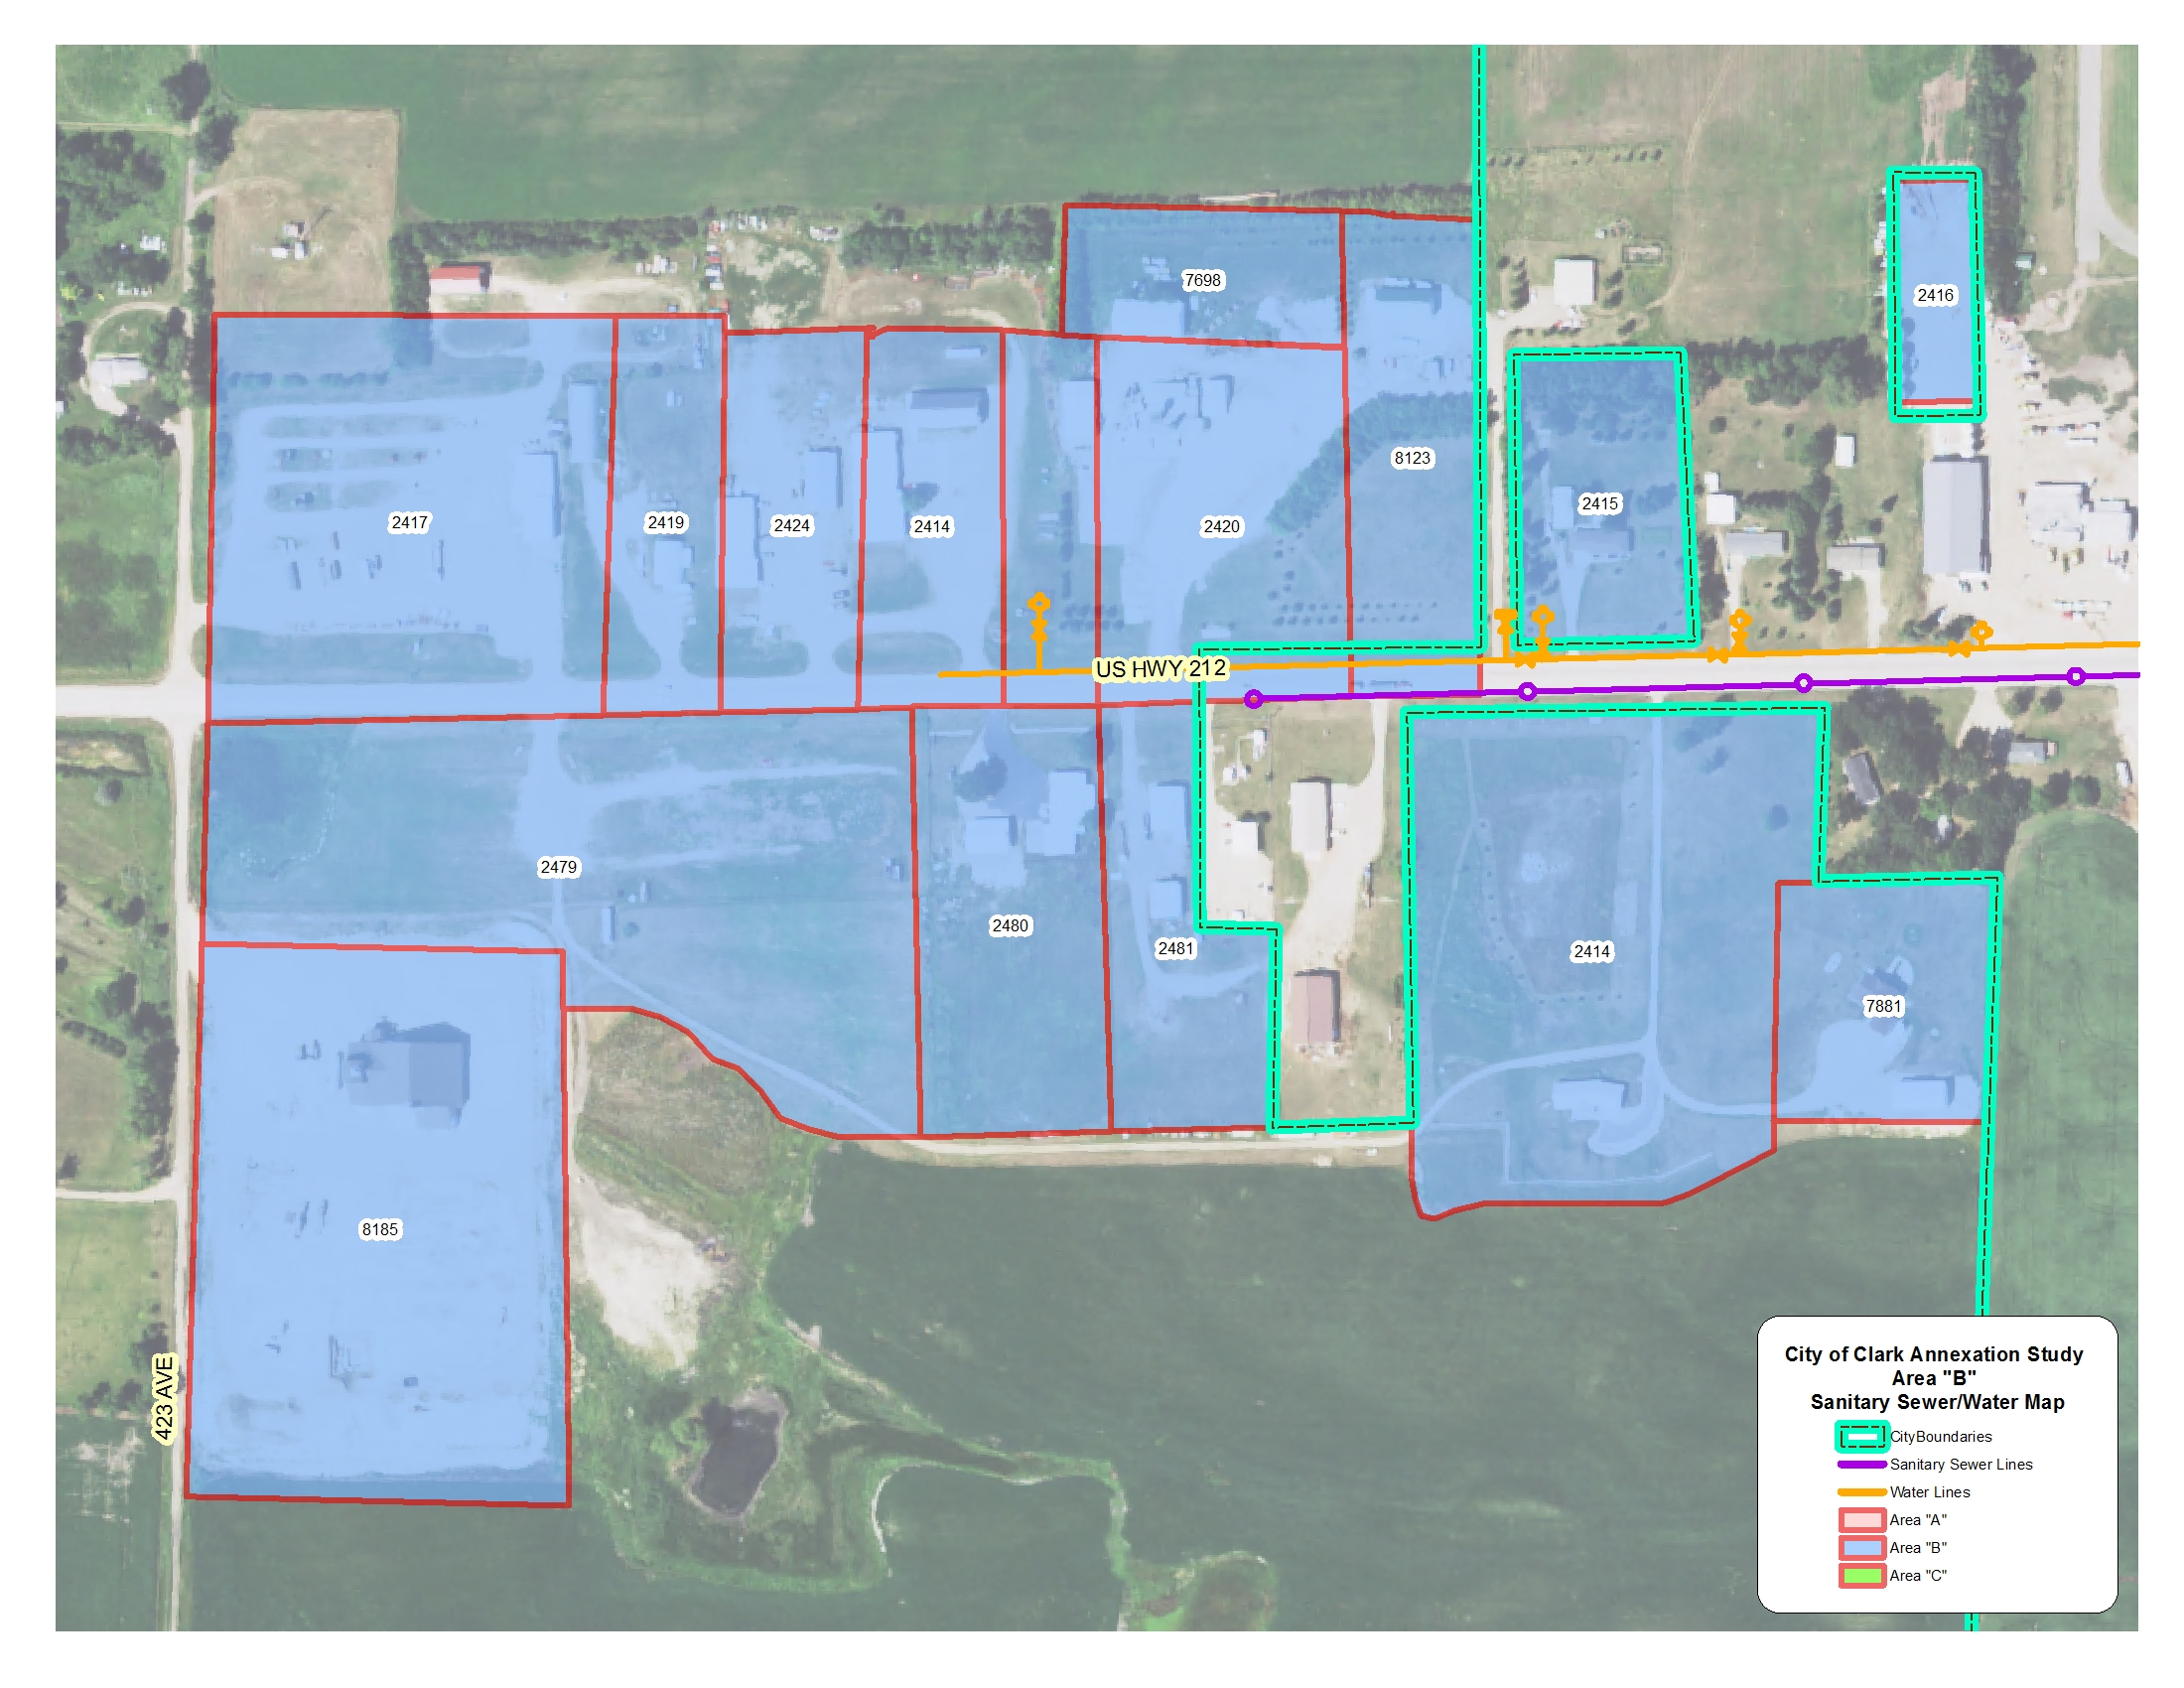 2416
7698
8123
2415
2417
2419
2424
2414
2420
US HWY 212
2479
2480
2481
2414
7881
8185
423 AVE
City of Clark Annexation Study
Area "B"
Sanitary Sewer/Water Map
CityBoundaries
Sanitary Sewer Lines
Water Lines
Area "A"
Area "B"
Area "C"